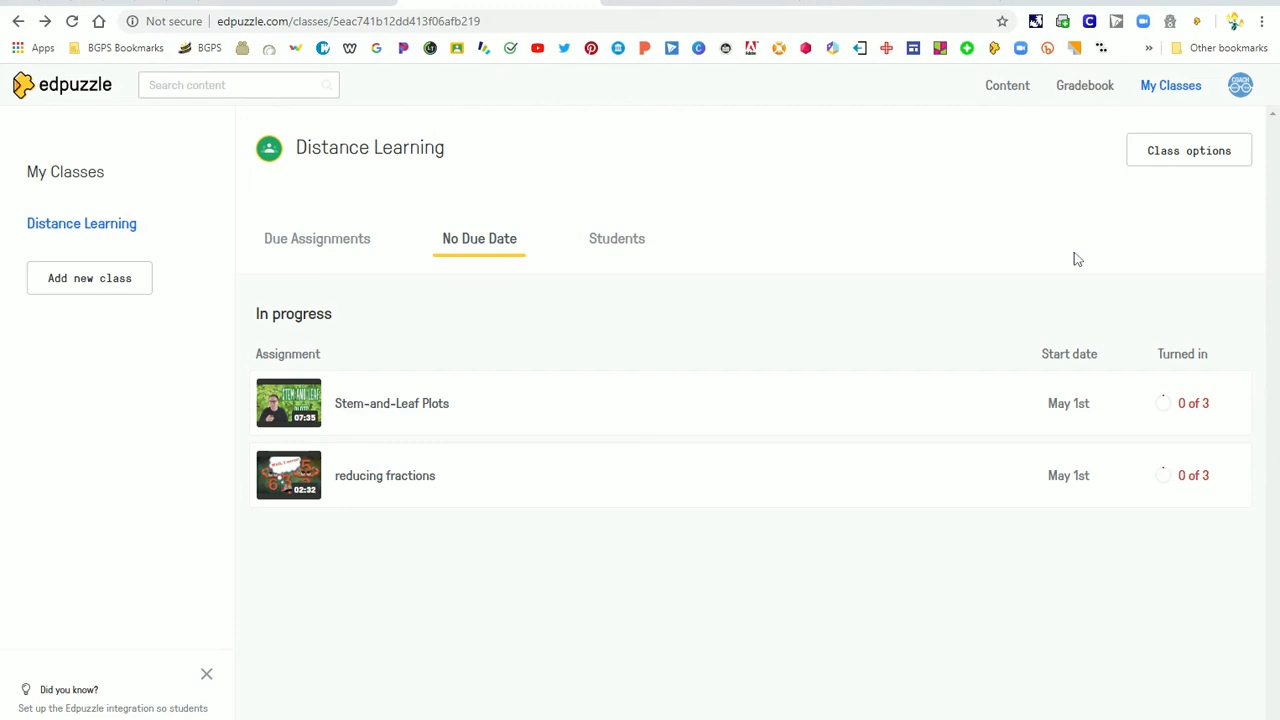 Not secure edpuzzle.com/classes/5eac741b12dd413f06afb219
Apps BGPS Bookmarks BGPS » Other bookmarks
edpuzzle Search content Content Gradebook My Classes COACH
Distance Learning Class options
My Classes
Distance Learning
Add new class
Due Assignments No Due Date Students
In progress
Assignment Start date Turned in
STEM AND LEAF
07:35
Stem-and-Leaf Plots May 1st 0 of 3
02:32
reducing fractions May 1st 0 of 3
Did you know?
Set up the Edpuzzle integration so students